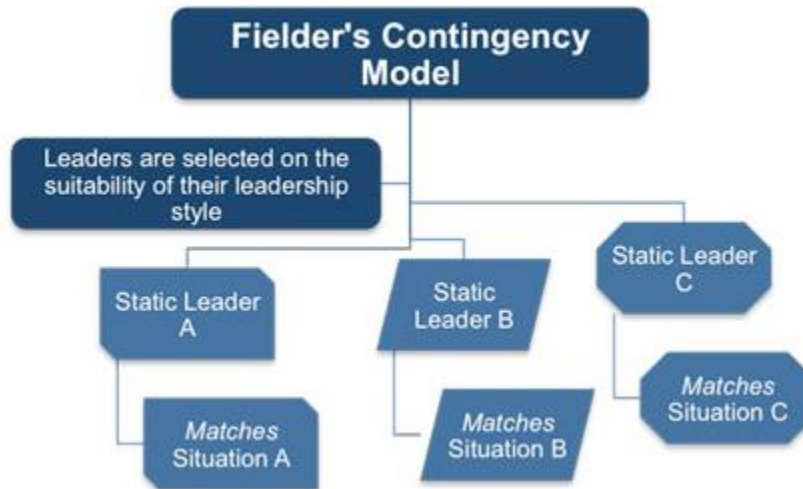 Fielder's Contingency
Model
Leaders are selected on the
suitability of their leadership
style
Static Leader
A
Static
Leader B
Static Leader
C
Matches
Situation A
Matches
Situation B
Matches
Situation C